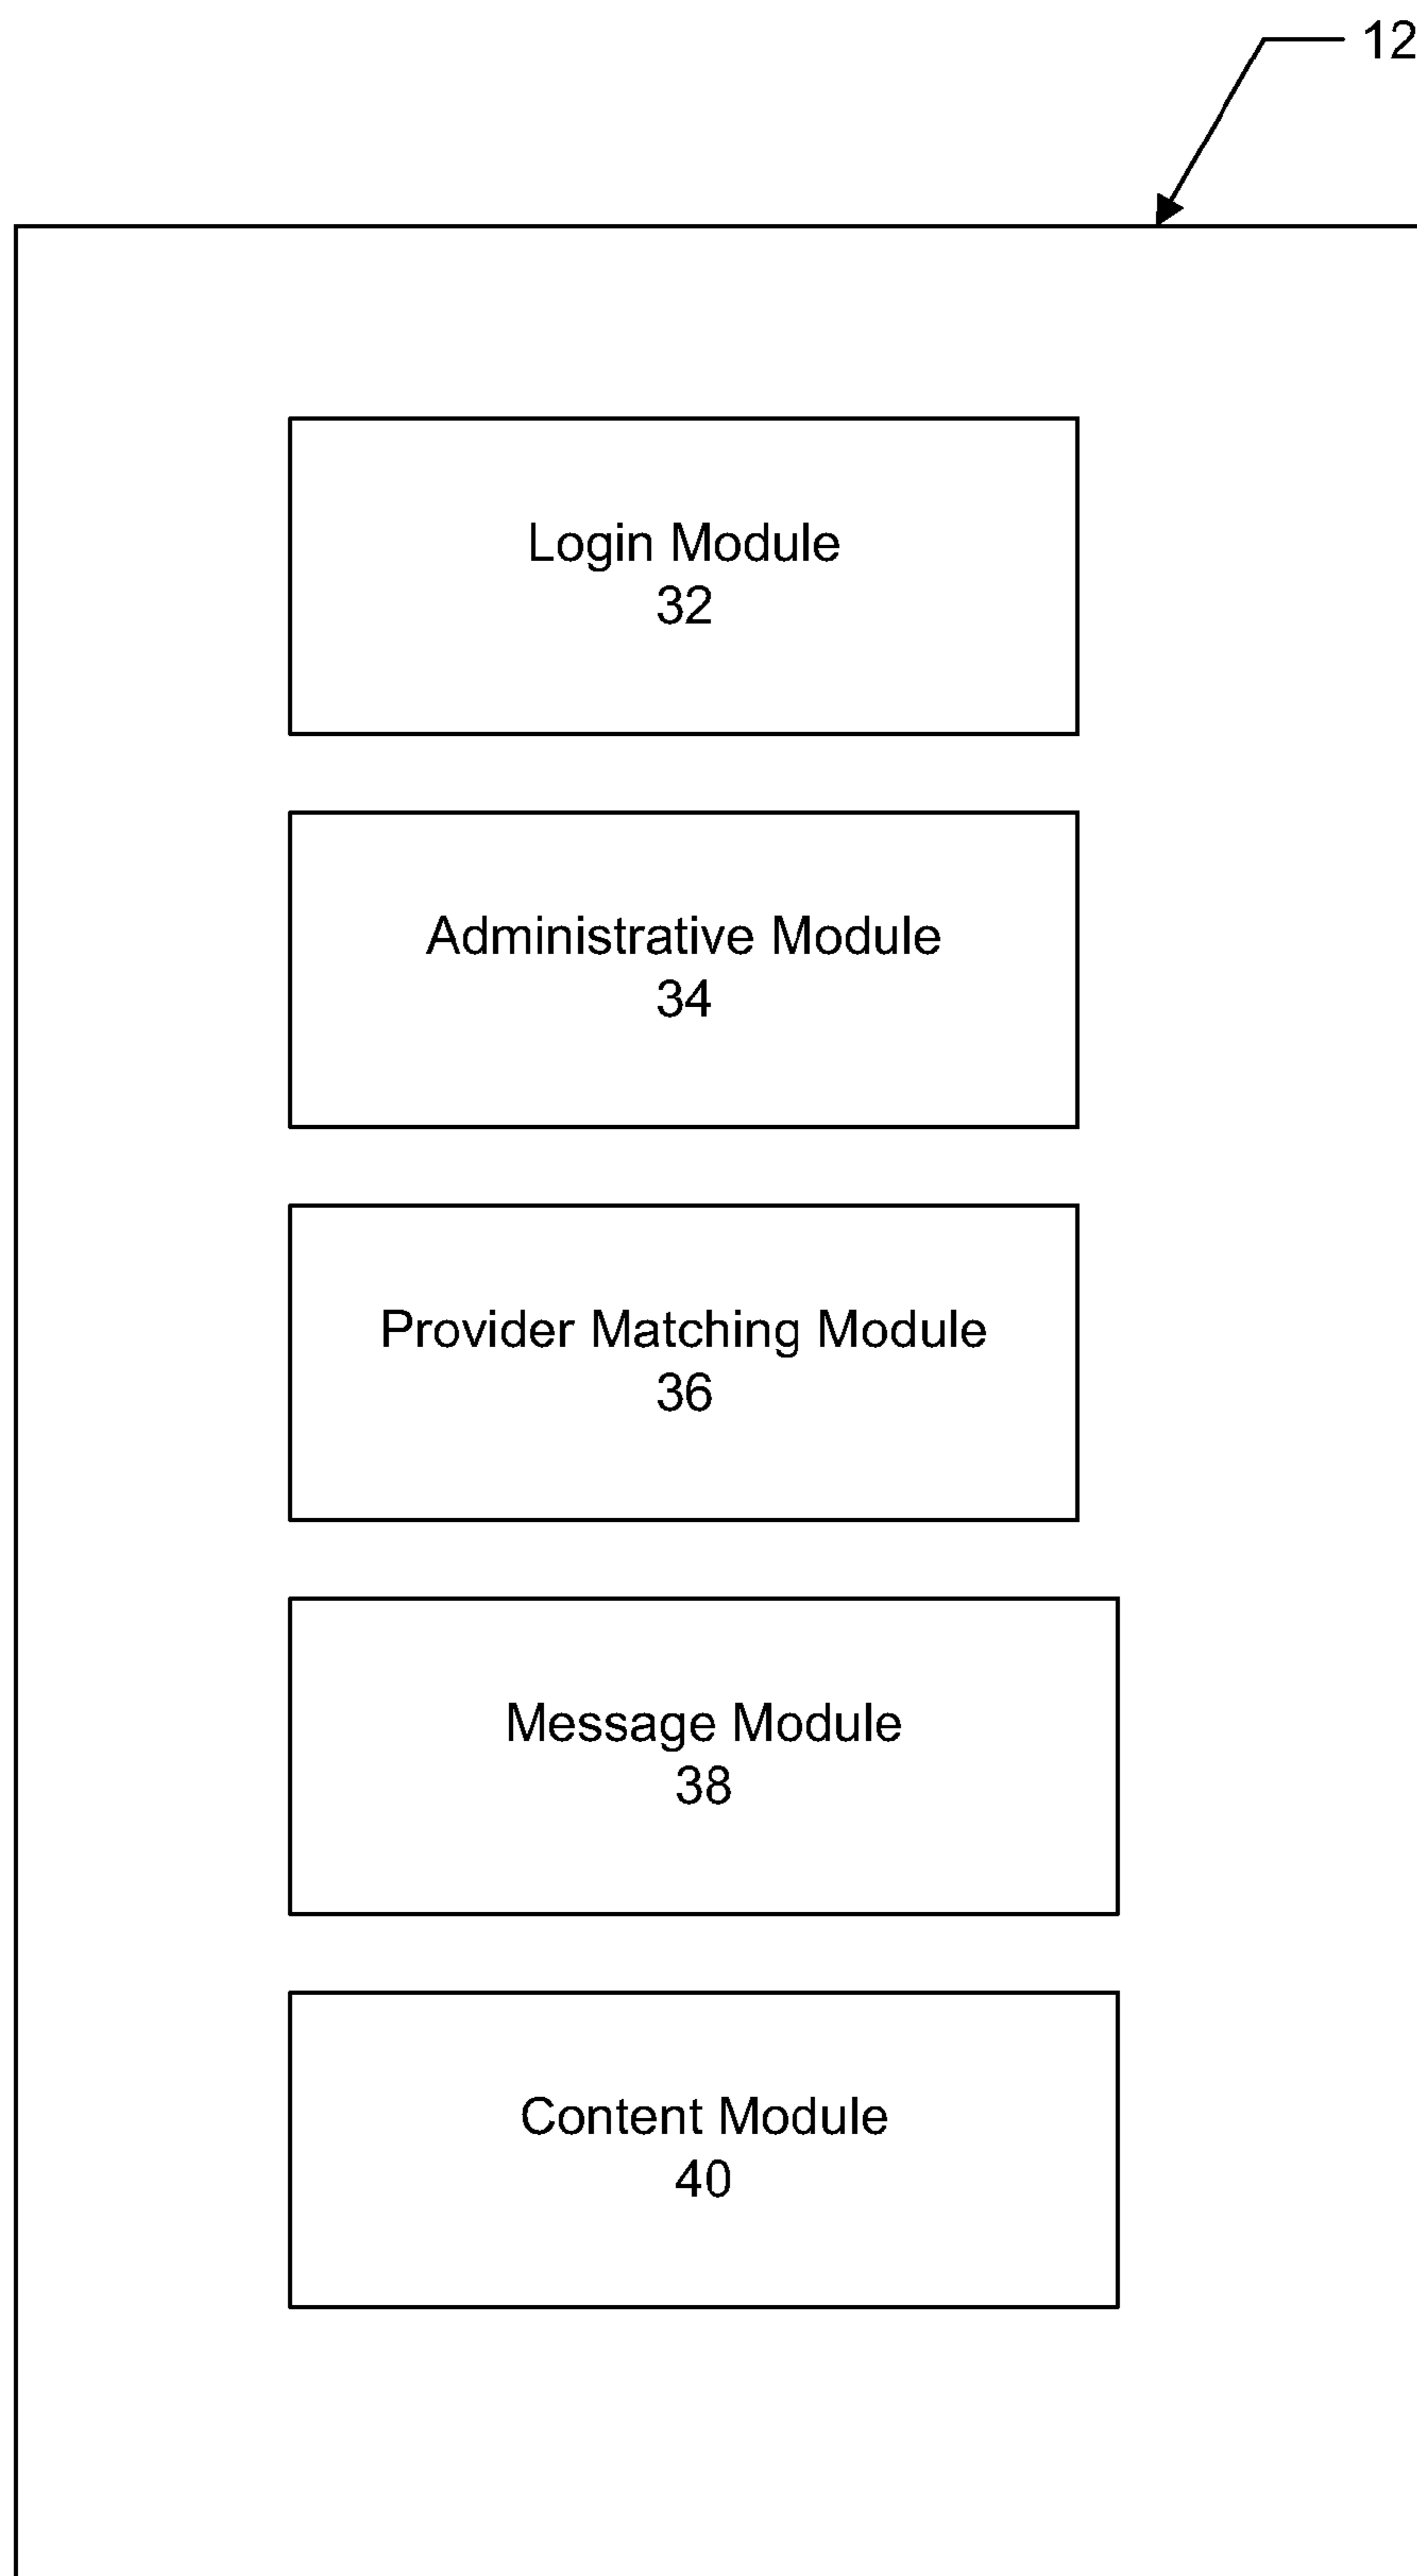 12
Login Module
32
Administrative Module
34
Provider Matching Module
36
Message Module
38
Content Module
40